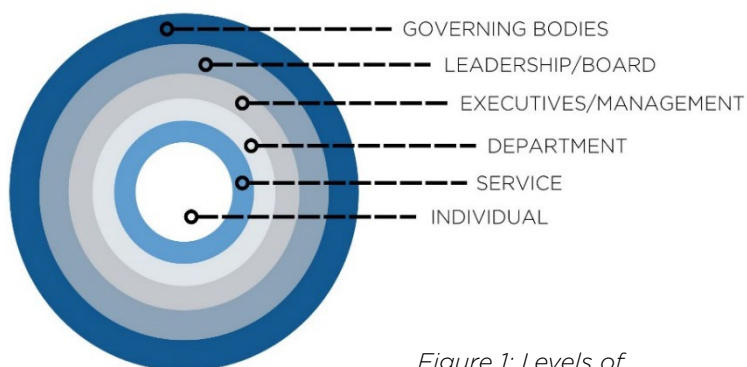 GOVERNING BODIES
LEADERSHIP/BOARD
EXECUTIVES/MANAGEMENT
DEPARTMENT
SERVICE
INDIVIDUAL
Figure 1: Levels of